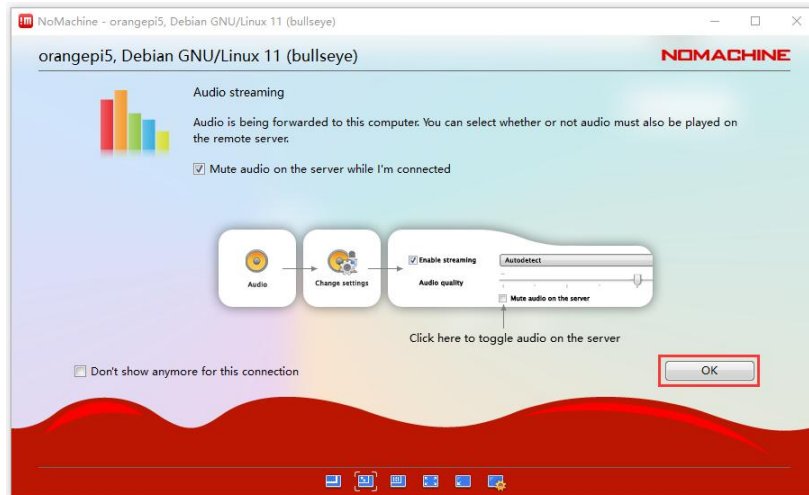 NoMachine - orangepi5, Debian GNU/Linux 11 (bullseye)
orangepi5, Debian GNU/Linux 11 (bullseye)
NOMACHINE
Audio streaming
Audio is being forwarded to this computer. You can select whether or not audio must also be played on
the remote server.
Mute audio on the server while I'm connected
Audio
Change settings
Enable streaming
Autodetect
Audio quality
Mute audio on the server
Click here to toggle audio on the server
Don't show anymore for this connection
OK